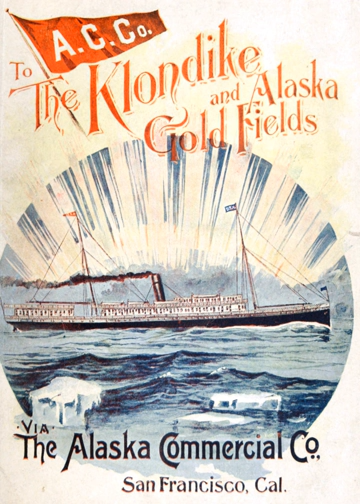 A.C.Co.
To The Klondike
and Alaska
Gold Fields
·VIA·
The Alaska Commercial Co.,
San Francisco, Cal.